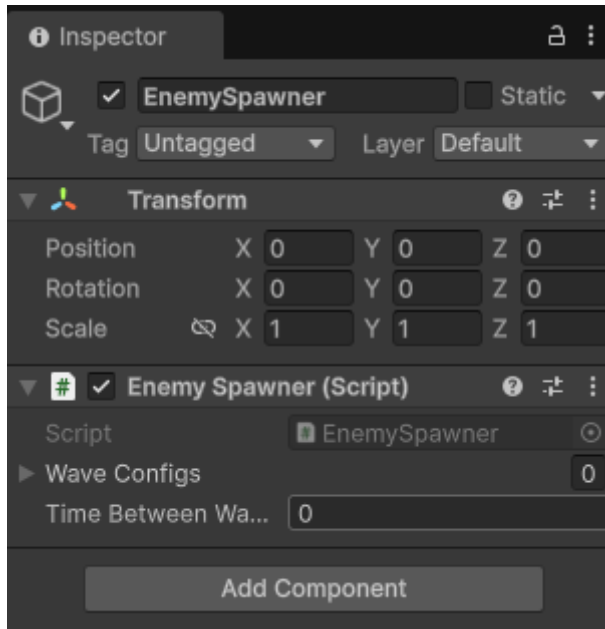 Inspector
EnemySpawner Static
Tag Untagged Layer Default
Transform
Position X 0 Y 0 Z 0
Rotation X 0 Y 0 Z 0
Scale X 1 Y 1 Z 1
# Enemy Spawner (Script)
Script # EnemySpawner
Wave Configs 0
Time Between Wa... 0
Add Component